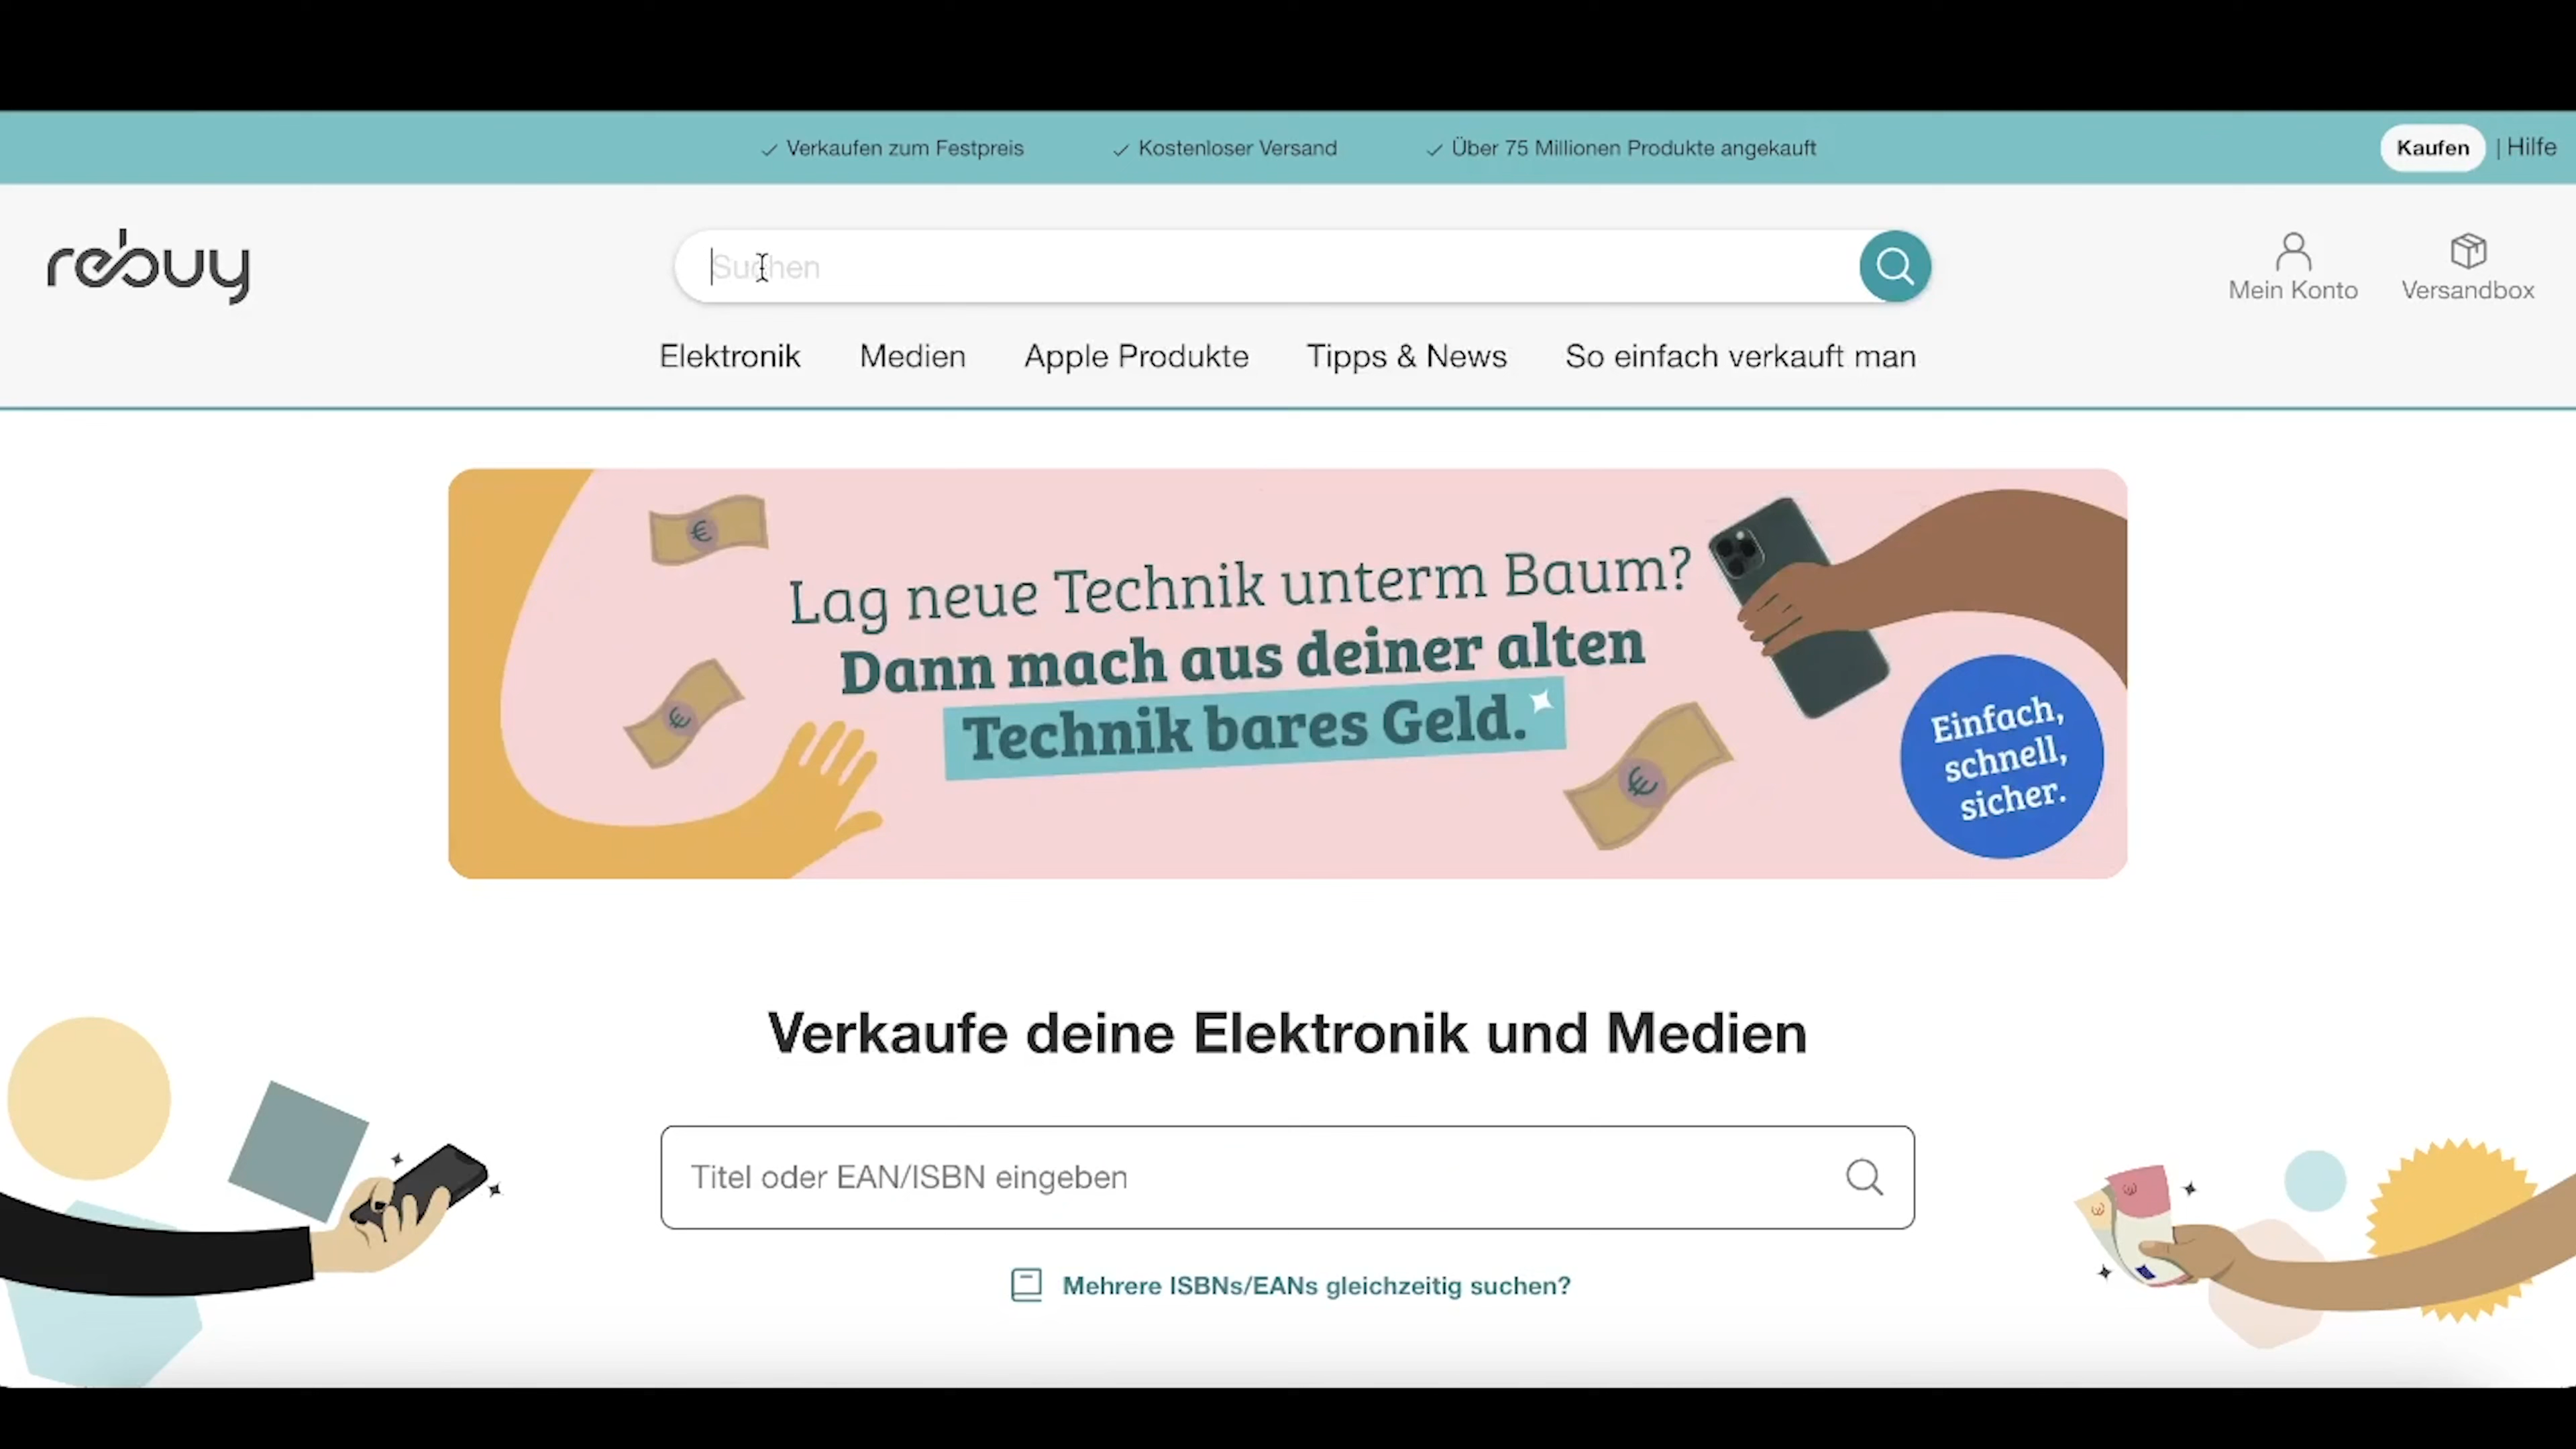 Verkaufen zum Festpreis
Kostenloser Versand
Über 75 Millionen Produkte angekauft
Kaufen | Hilfe
rebuy
Suchen
Mein Konto
Versandbox
Elektronik
Medien
Apple Produkte
Tipps & News
So einfach verkauft man
Lag neue Technik unterm Baum?
Dann mach aus deiner alten
Technik bares Geld.
Einfach,
schnell,
sicher.
Verkaufe deine Elektronik und Medien
Titel oder EAN/ISBN eingeben
Mehrere ISBNs/EANs gleichzeitig suchen?